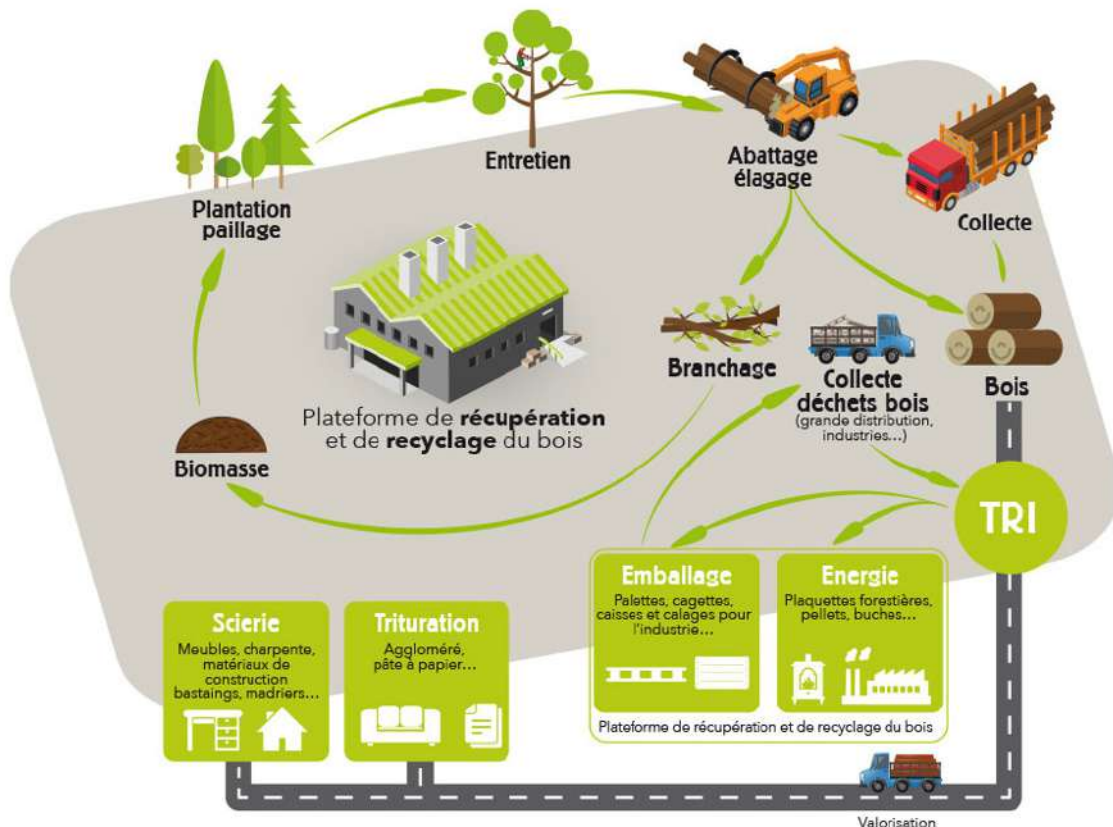 Entretien
Abattage
élagage
Collecte
Plantation
paillage
Plateforme de récupération
et de recyclage du bois
Branchage
Collecte
déchets bois
(grande distribution,
industries...)
Bois
Biomasse
TRI
Emballage
Palettes, cagettes,
caisses et calages pour
l'industrie...
Energie
Plaquettes forestières,
pellets, buches...
Plateforme de récupération et de recyclage du bois
Scierie
Meubles, charpente,
matériaux de
construction
bastaings, madriers...
Trituration
Aggloméré,
pâte à papier...
Valorisation